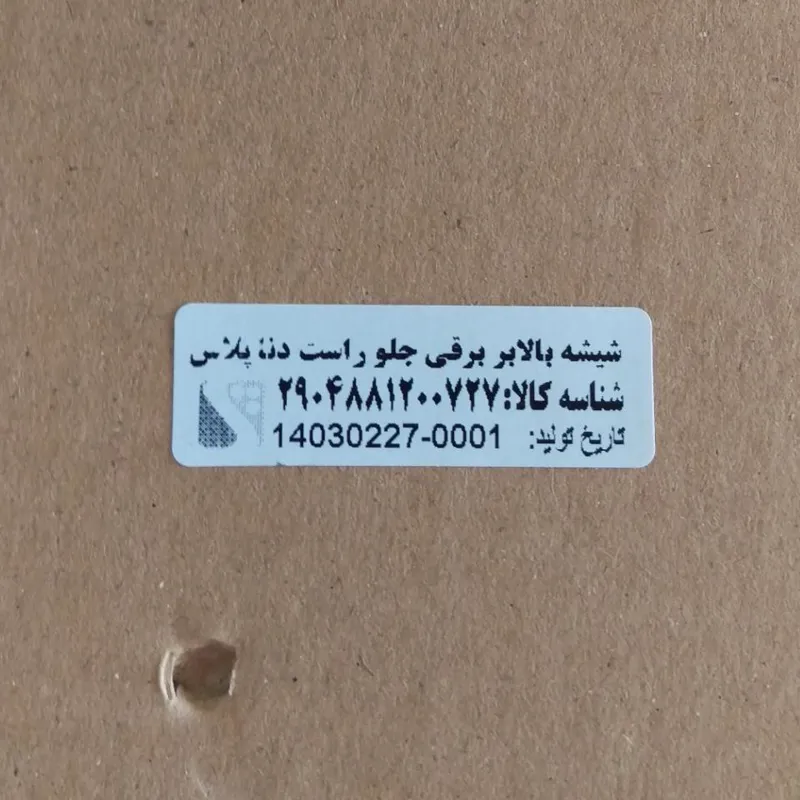 شیشه بالابر برقی جلو راست دنا پلاس
شناسه کالا:۲۹۰۴۸۸۱۲۰۰۷۲۷
تاریخ تولید: 14030227-0001